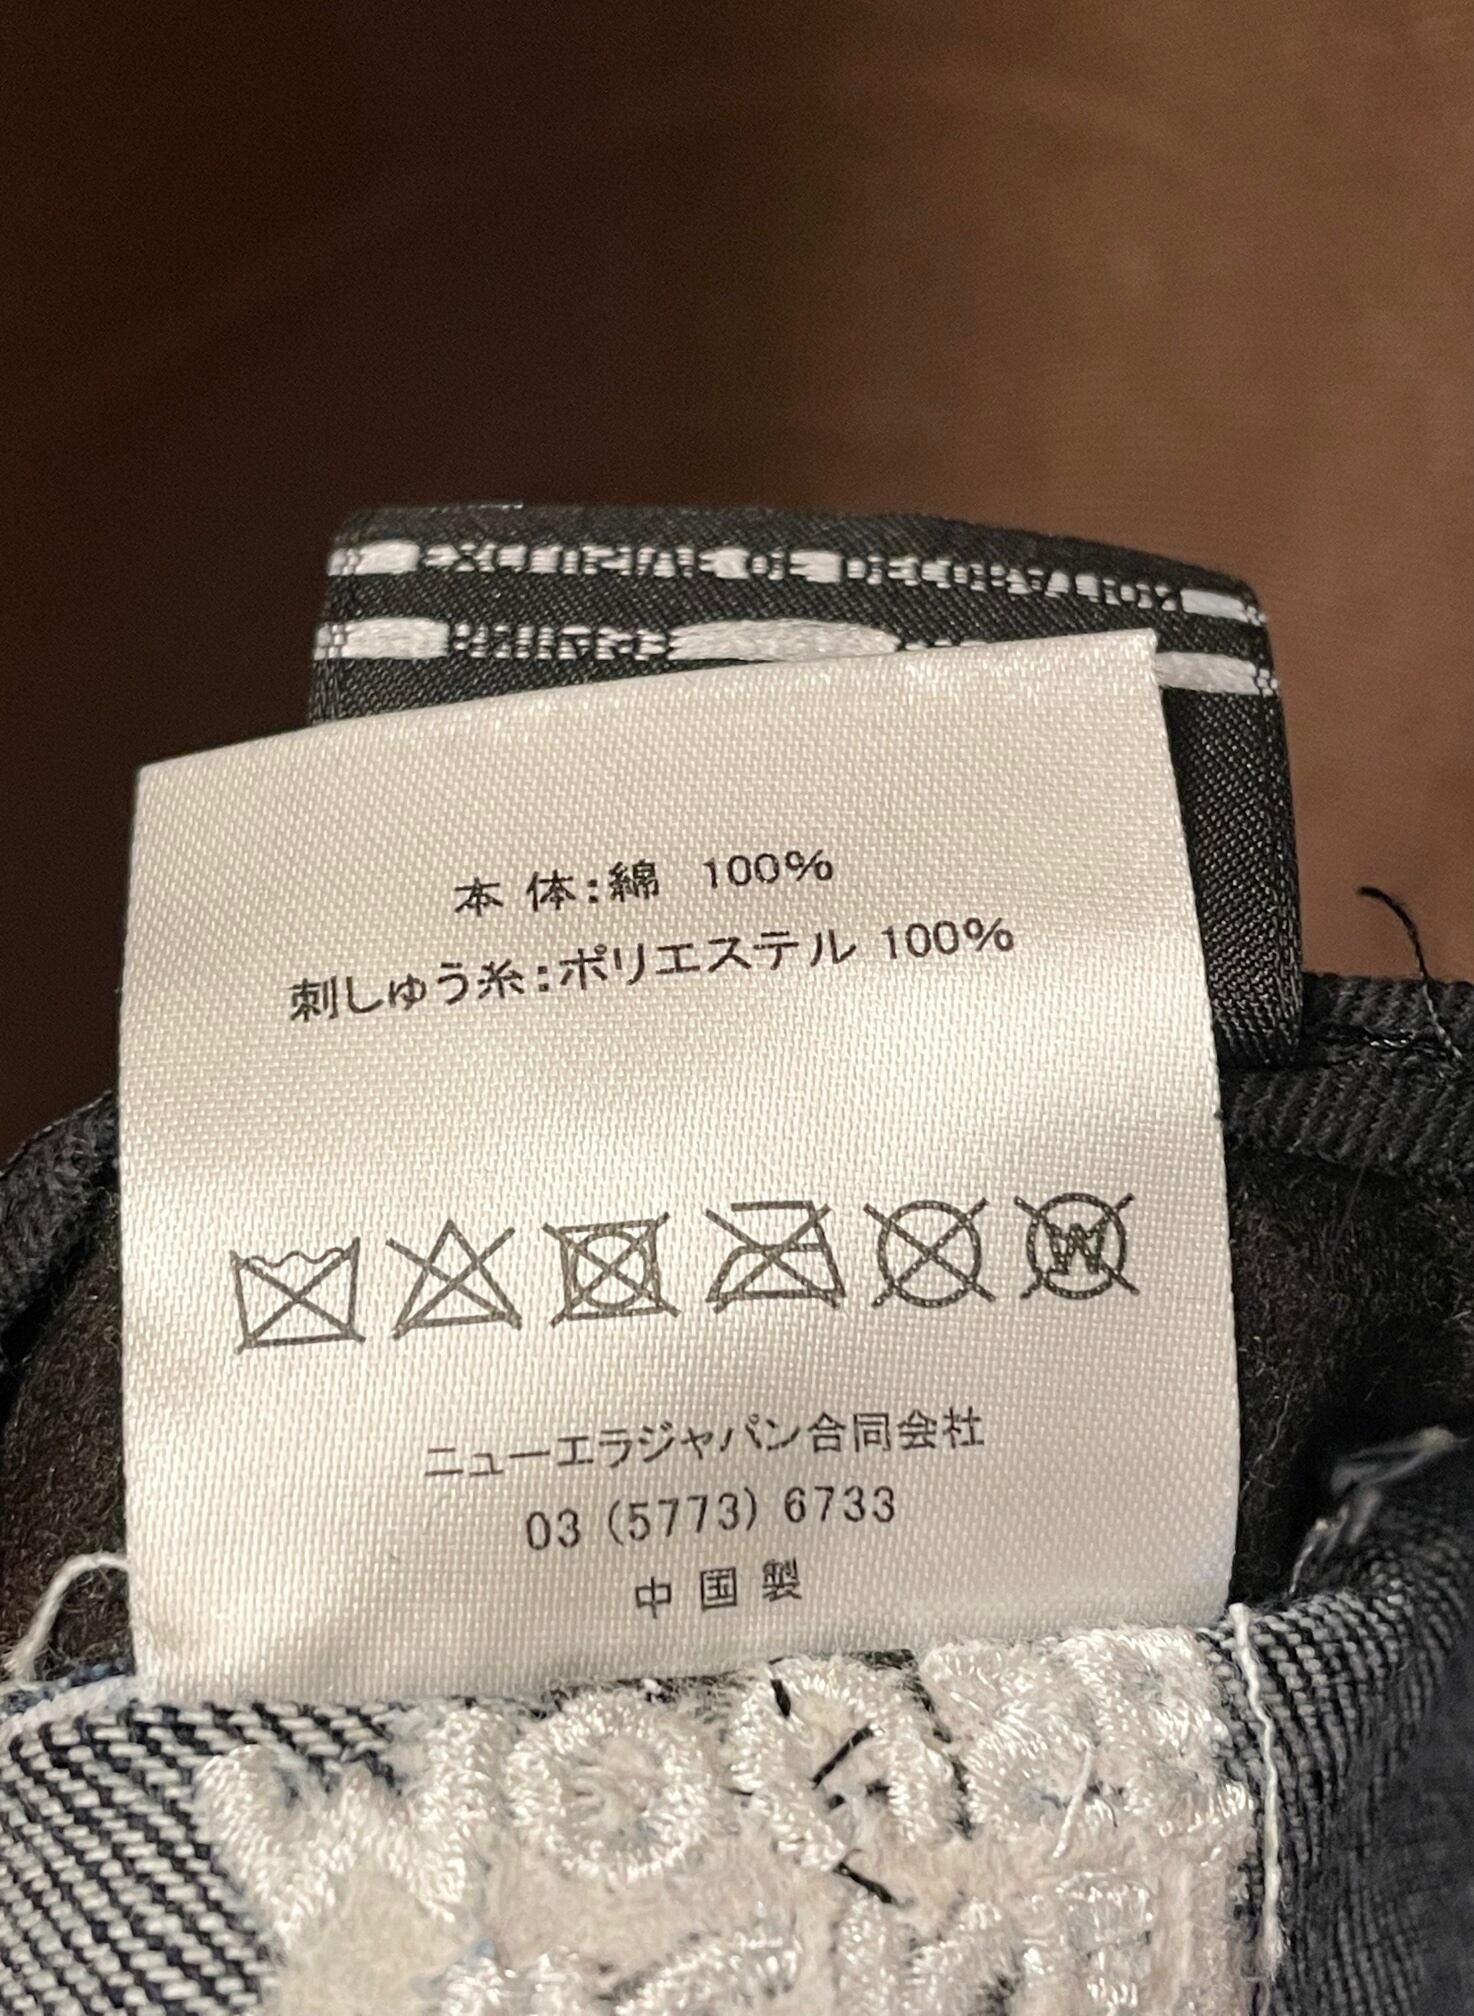 本体:綿 100%
刺しゅう糸:ポリエステル 100%
W
ニューエラジャパン合同会社
03 (5773) 6733
中国製